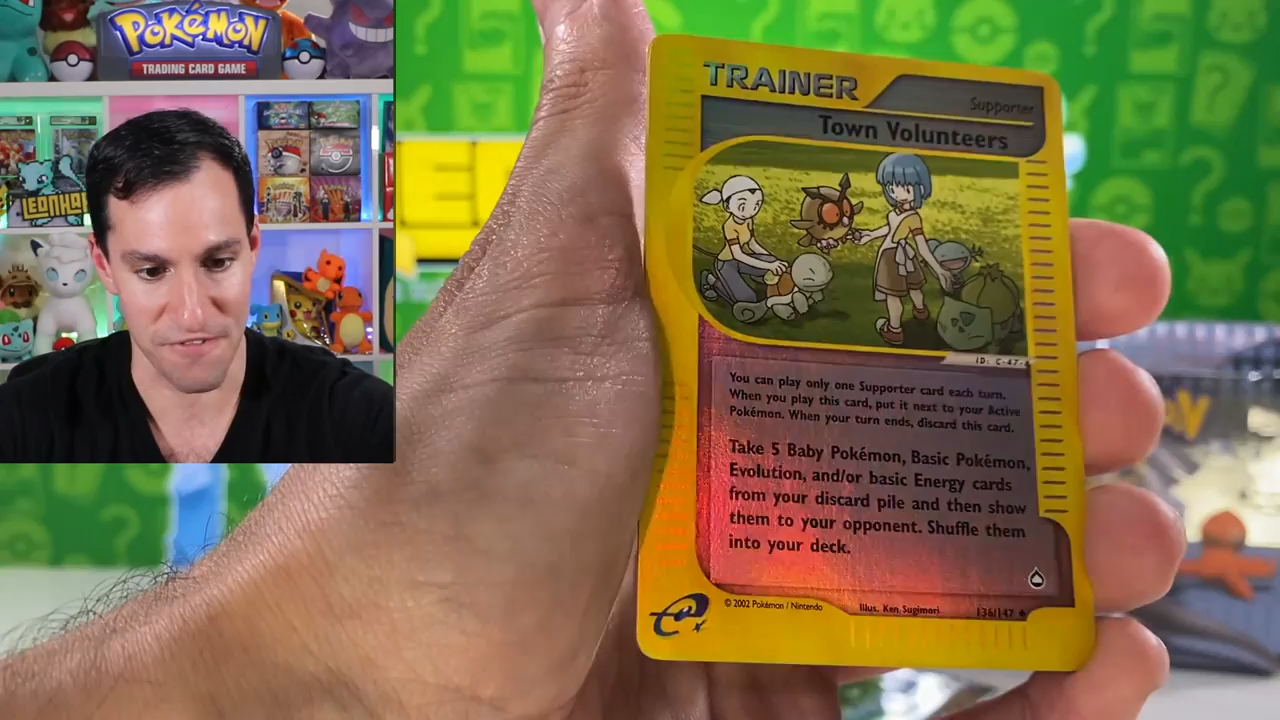 POKéMON
TRADING CARD GAME
LEONHA
TRAINER
Supporter
Town Volunteers
ID: C-47-
You can play only one Supporter card each turn.
When you play this card, put it next to your Active
Pokémon. When your turn ends, discard this card.
Take 5 Baby Pokémon, Basic Pokémon,
Evolution, and/or basic Energy cards
from your discard pile and then show
them to your opponent. Shuffle them
into your deck.
© 2002 Pokémon / Nintendo
Illus. Ken Sugimori
136/147
e